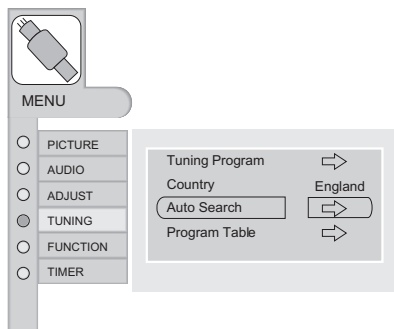 MENU
PICTURE
AUDIO
ADJUST
TUNING
FUNCTION
TIMER
Tuning Program
Country England
Auto Search
Program Table